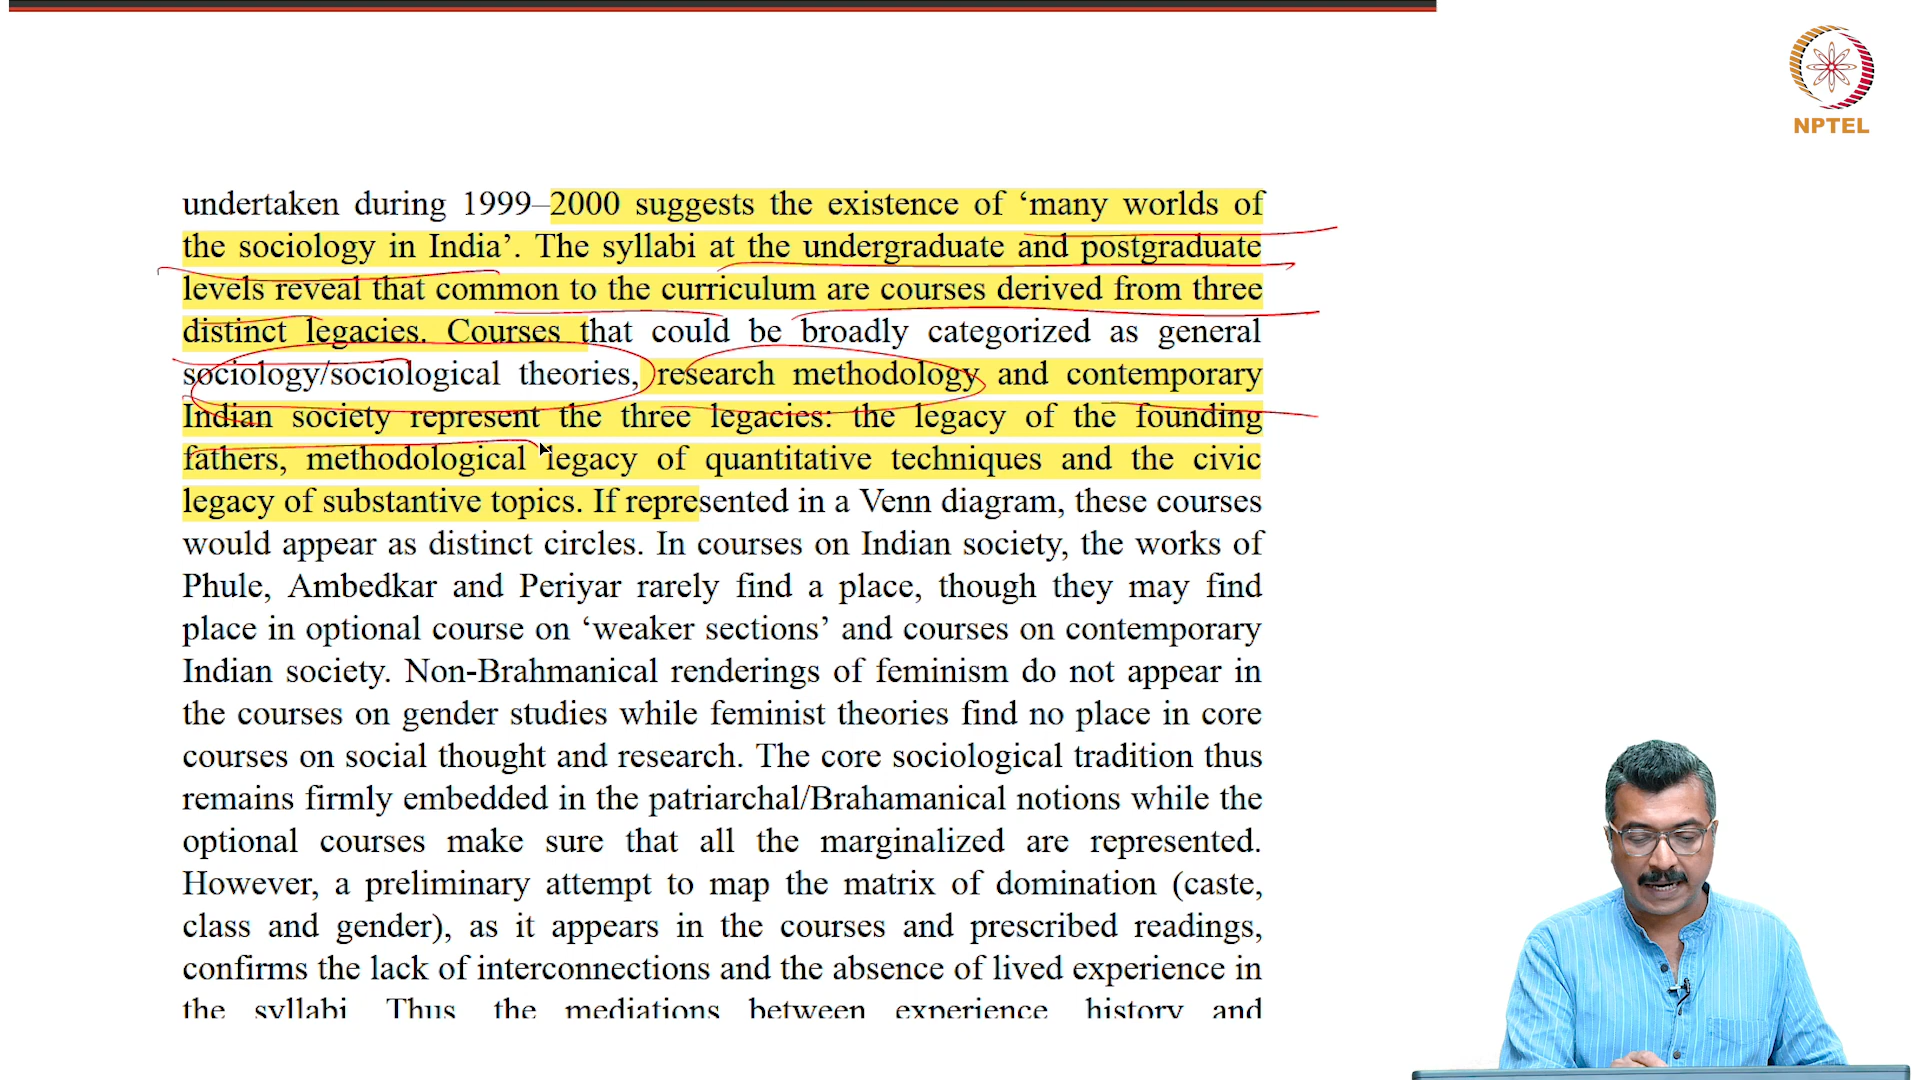 NPTEL
undertaken during 1999–2000 suggests the existence of ‘many worlds of
the sociology in India’. The syllabi at the undergraduate and postgraduate
levels reveal that common to the curriculum are courses derived from three
distinct legacies. Courses that could be broadly categorized as general
sociology/sociological theories, research methodology and contemporary
Indian society represent the three legacies: the legacy of the founding
fathers, methodological legacy of quantitative techniques and the civic
legacy of substantive topics. If represented in a Venn diagram, these courses
would appear as distinct circles. In courses on Indian society, the works of
Phule, Ambedkar and Periyar rarely find a place, though they may find
place in optional course on ‘weaker sections’ and courses on contemporary
Indian society. Non-Brahmanical renderings of feminism do not appear in
the courses on gender studies while feminist theories find no place in core
courses on social thought and research. The core sociological tradition thus
remains firmly embedded in the patriarchal/Brahamanical notions while the
optional courses make sure that all the marginalized are represented.
However, a preliminary attempt to map the matrix of domination (caste,
class and gender), as it appears in the courses and prescribed readings,
confirms the lack of interconnections and the absence of lived experience in
the syllabi Thus the mediations between experience history and